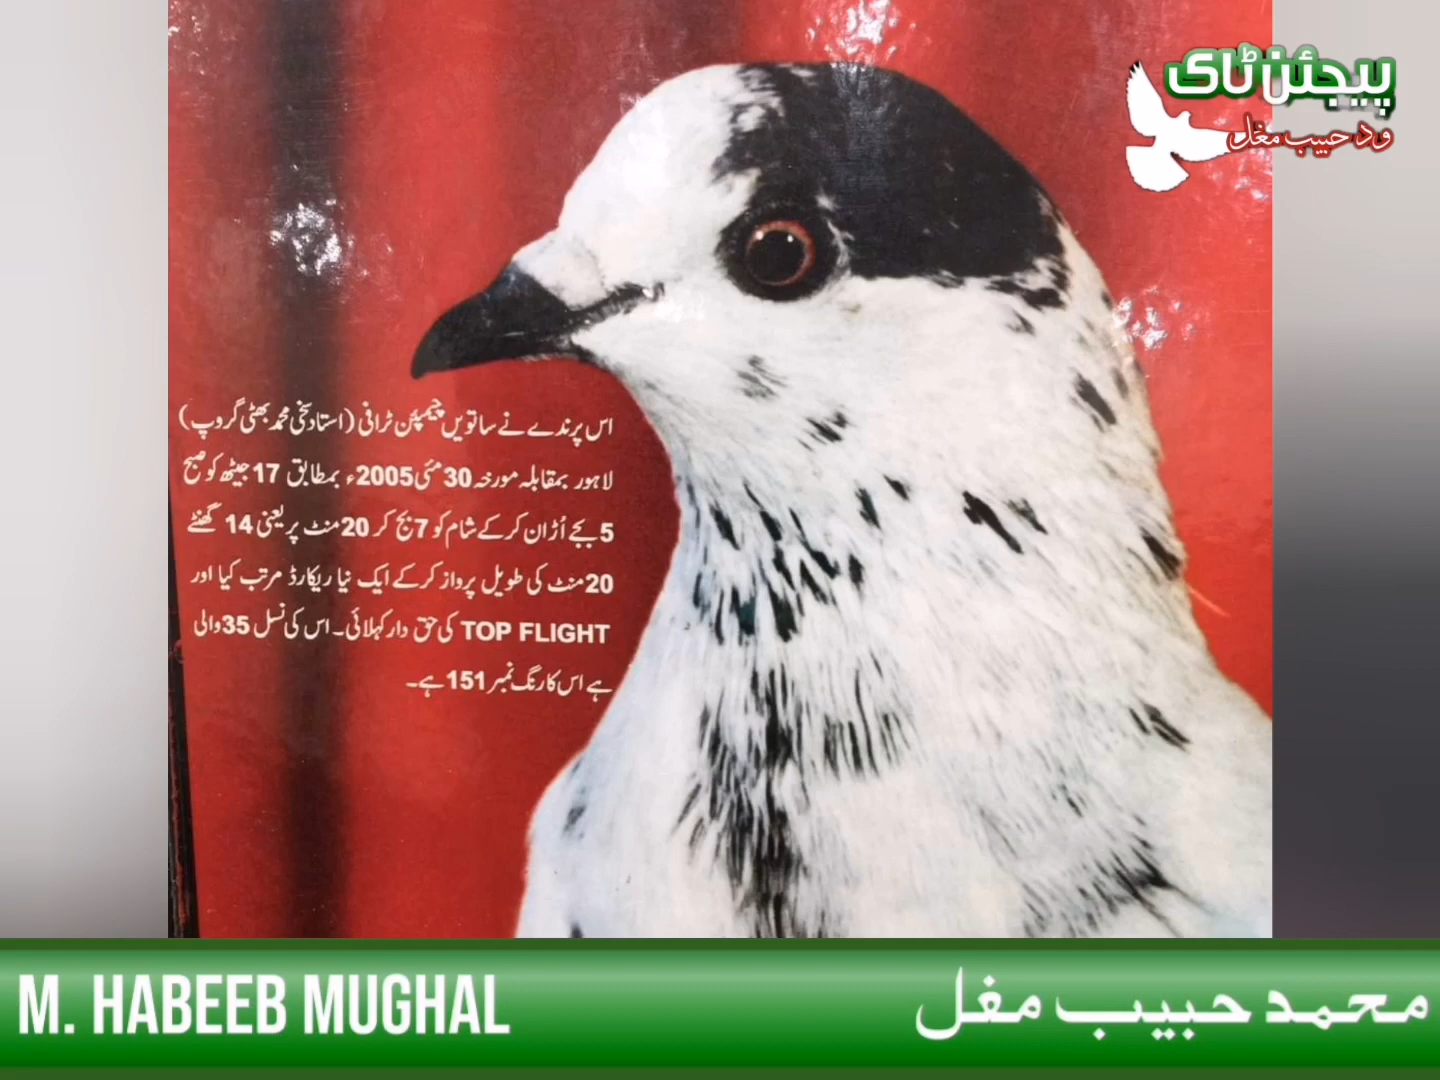 پیجئن ٹاک
ود حبیب مغل
اس پرندے نے ساتویں چیمپئن ٹرافی (استاد سخی محمد بھٹی گروپ)
لاہور بمقابلہ مورخہ 30 مئی 2005ء بمطابق 17 جیٹھ کو صبح
5 بجے اُڑان کر کے شام کو 7 بج کر 20 منٹ پر یعنی 14 گھنٹے
20 منٹ کی طویل پرواز کر کے ایک نیا ریکارڈ مرتب کیا اور
TOP FLIGHT کی حق دار کہلائی۔ اس کی نسل 35 والی
ہے اس کا رنگ نمبر 151 ہے۔
M. HABEEB MUGHAL
محمد حبیب مغل